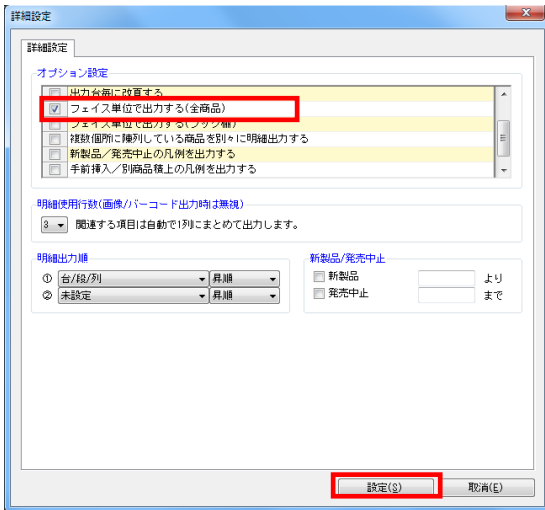 詳細設定
詳細設定
オプション設定
出力台毎に改頁する
フェイス単位で出力する(全商品)
フェイス単位で出力する(フック棚)
複数個所に陳列している商品を別々に明細出力する
新製品/発売中止の凡例を出力する
手前挿入/別商品積上の凡例を出力する
明細使用行数(画像/バーコード出力時は無視)
3 関連する項目は自動で1列にまとめて出力します。
明細出力順
① 台/段/列 昇順
② 未設定 昇順
新製品/発売中止
新製品 より
発売中止 まで
設定(S) 取消(E)